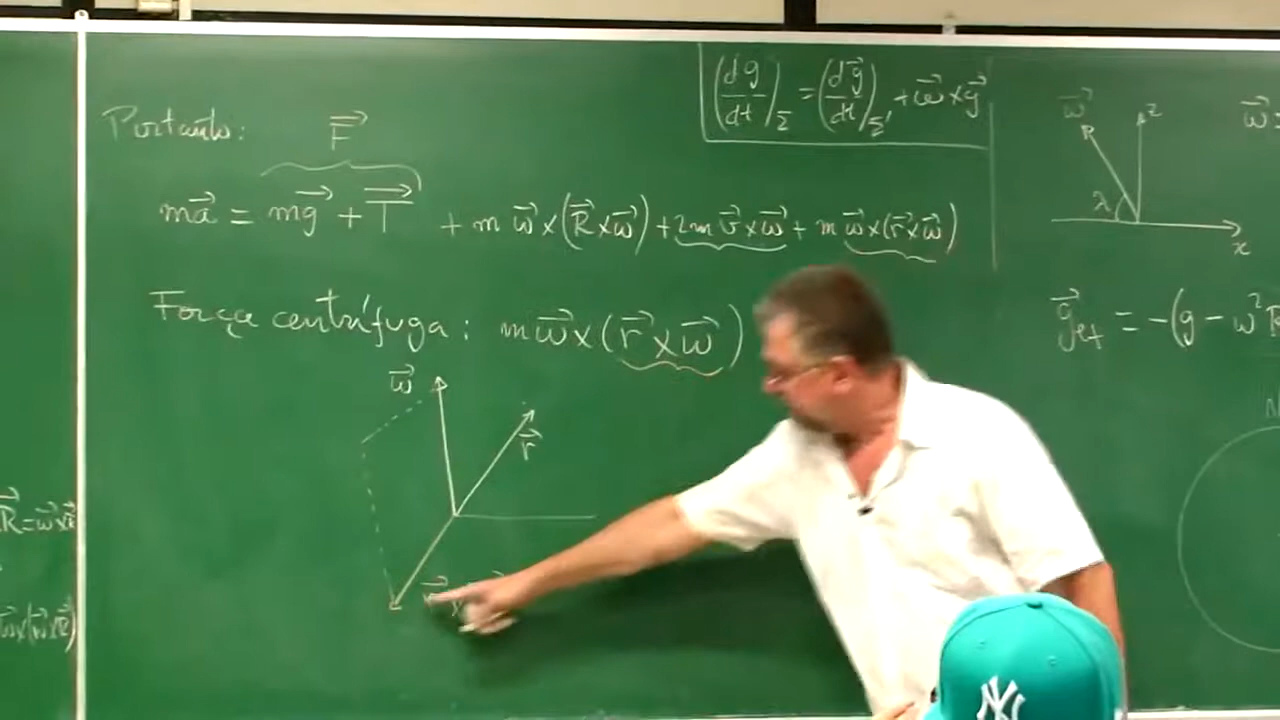 (dg/dt)_Σ = (dg⃗/dt)_Σ' + ω⃗ × g⃗
Portanto: F⃗
ma⃗ = mg⃗ + T⃗ + m ω⃗×(R⃗×ω⃗) + 2m v⃗×ω⃗ + m ω⃗×(r⃗×ω⃗)
Força centrífuga: mω⃗×(r⃗×ω⃗)
ω⃗
r⃗
ω⃗ z
λ
x
ω⃗ =
g⃗ef = -(g - ω²R
R⃗=ω⃗×
NY